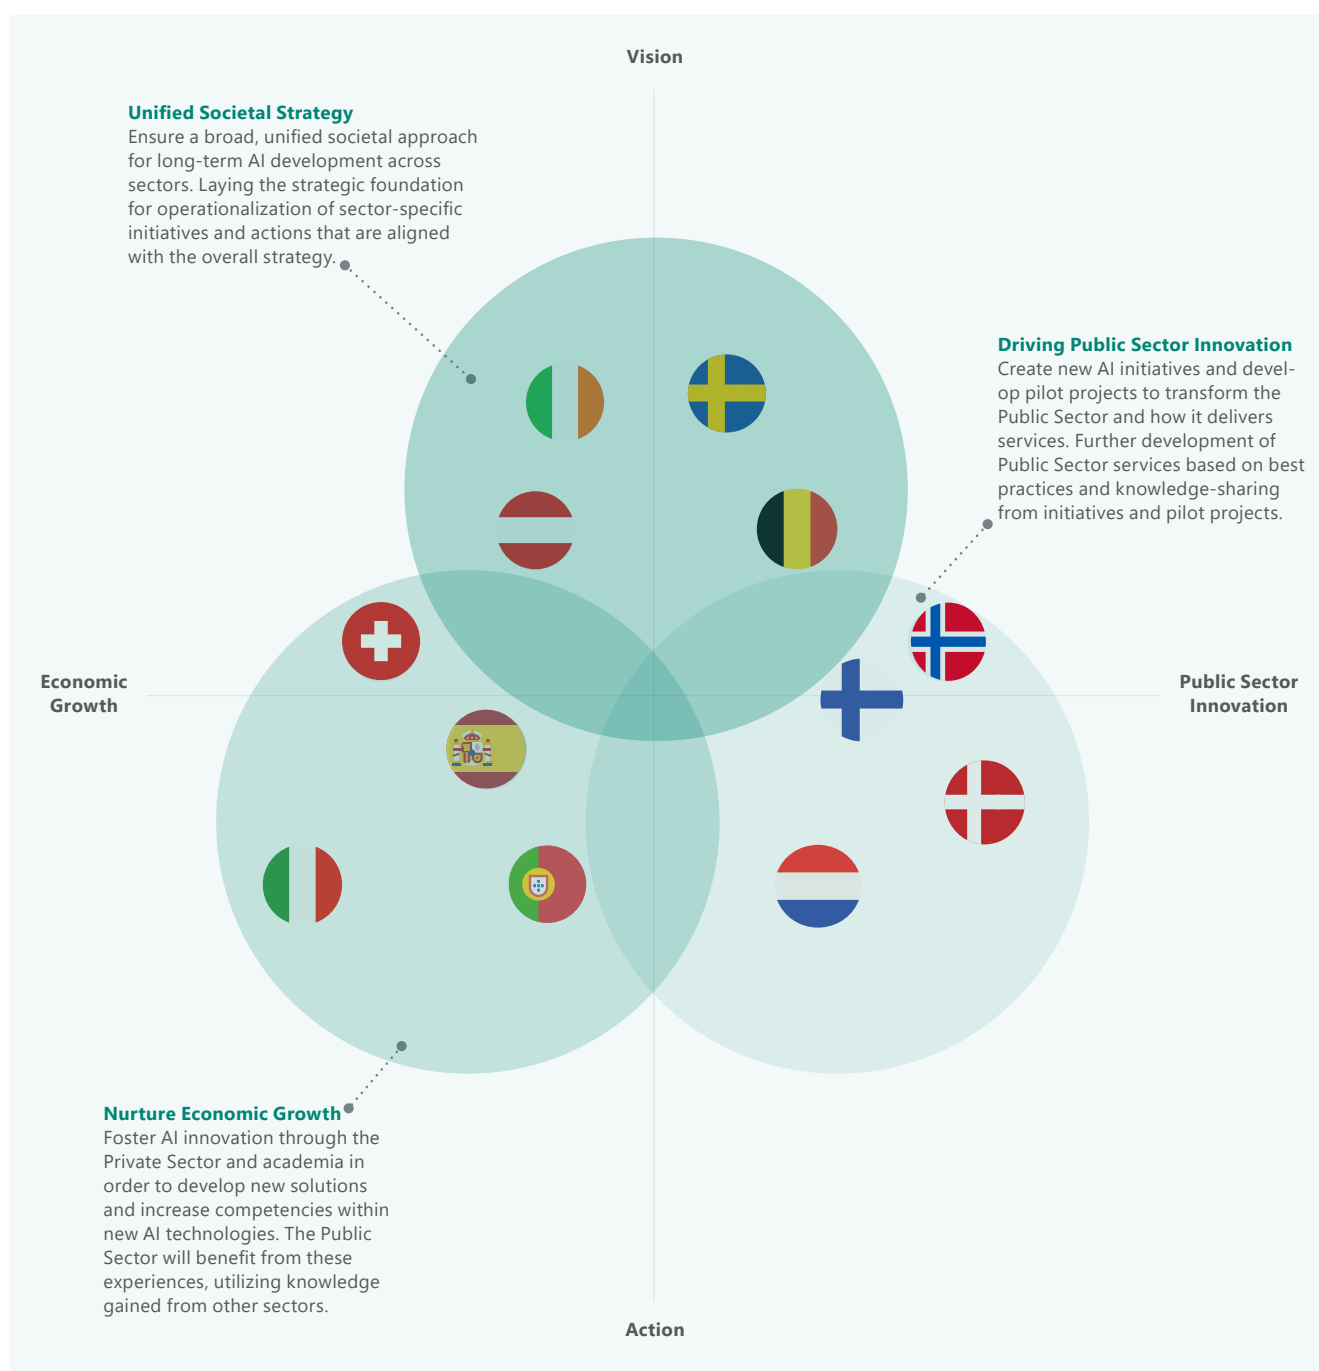 Vision
Unified Societal Strategy
Ensure a broad, unified societal approach
for long-term AI development across
sectors. Laying the strategic foundation
for operationalization of sector-specific
initiatives and actions that are aligned
with the overall strategy.
Driving Public Sector Innovation
Create new AI initiatives and devel-
op pilot projects to transform the
Public Sector and how it delivers
services. Further development of
Public Sector services based on best
practices and knowledge-sharing
from initiatives and pilot projects.
Economic
Growth
Public Sector
Innovation
Nurture Economic Growth
Foster AI innovation through the
Private Sector and academia in
order to develop new solutions
and increase competencies within
new AI technologies. The Public
Sector will benefit from these
experiences, utilizing knowledge
gained from other sectors.
Action